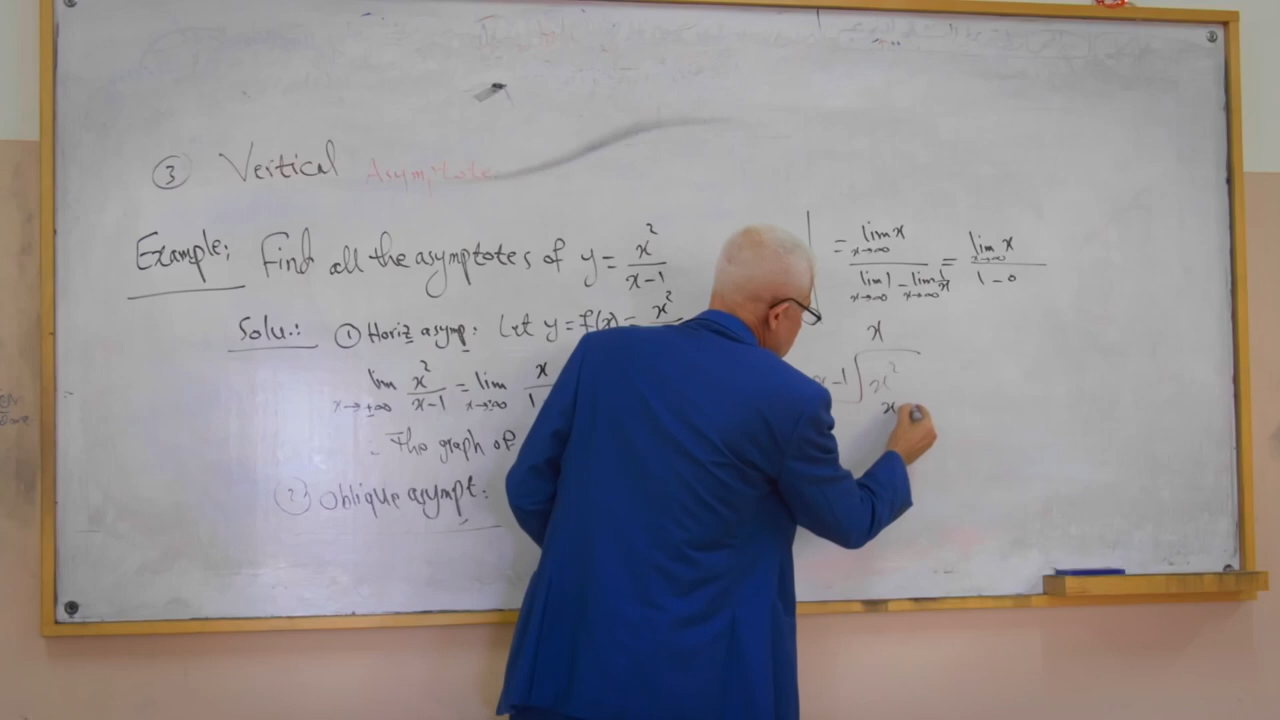 ③ Vertical Asymptote
Example: Find all the asymptotes of y = x²/(x-1)
Solu.: ① Horiz asymp: Let y = f(x) = x²
lim x→±∞ x²/(x-1) = lim x→±∞ x/1
∴ The graph of
② Oblique asympt:
= lim x→∞ x / (lim x→∞ 1 - lim x→∞ 1/x) = lim x→∞ x / (1-0)
x
x-1 x²
x